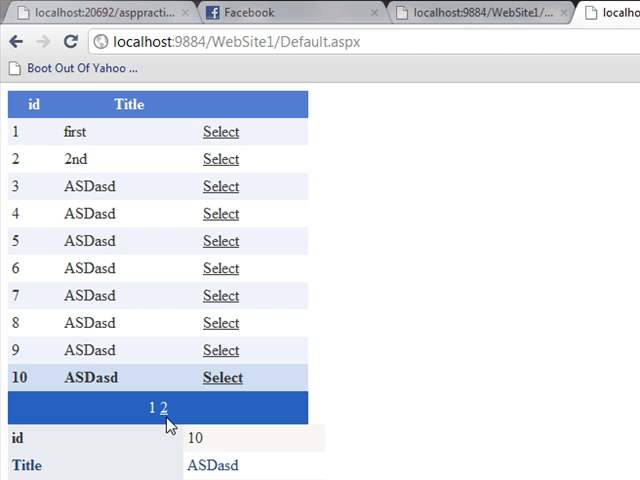 localhost:20692/asppracti...
Facebook
localhost:9884/WebSite1/...
localho
localhost:9884/WebSite1/Default.aspx
Boot Out Of Yahoo ...
id Title
1 first Select
2 2nd Select
3 ASDasd Select
4 ASDasd Select
5 ASDasd Select
6 ASDasd Select
7 ASDasd Select
8 ASDasd Select
9 ASDasd Select
10 ASDasd Select
1 2
id 10
Title ASDasd